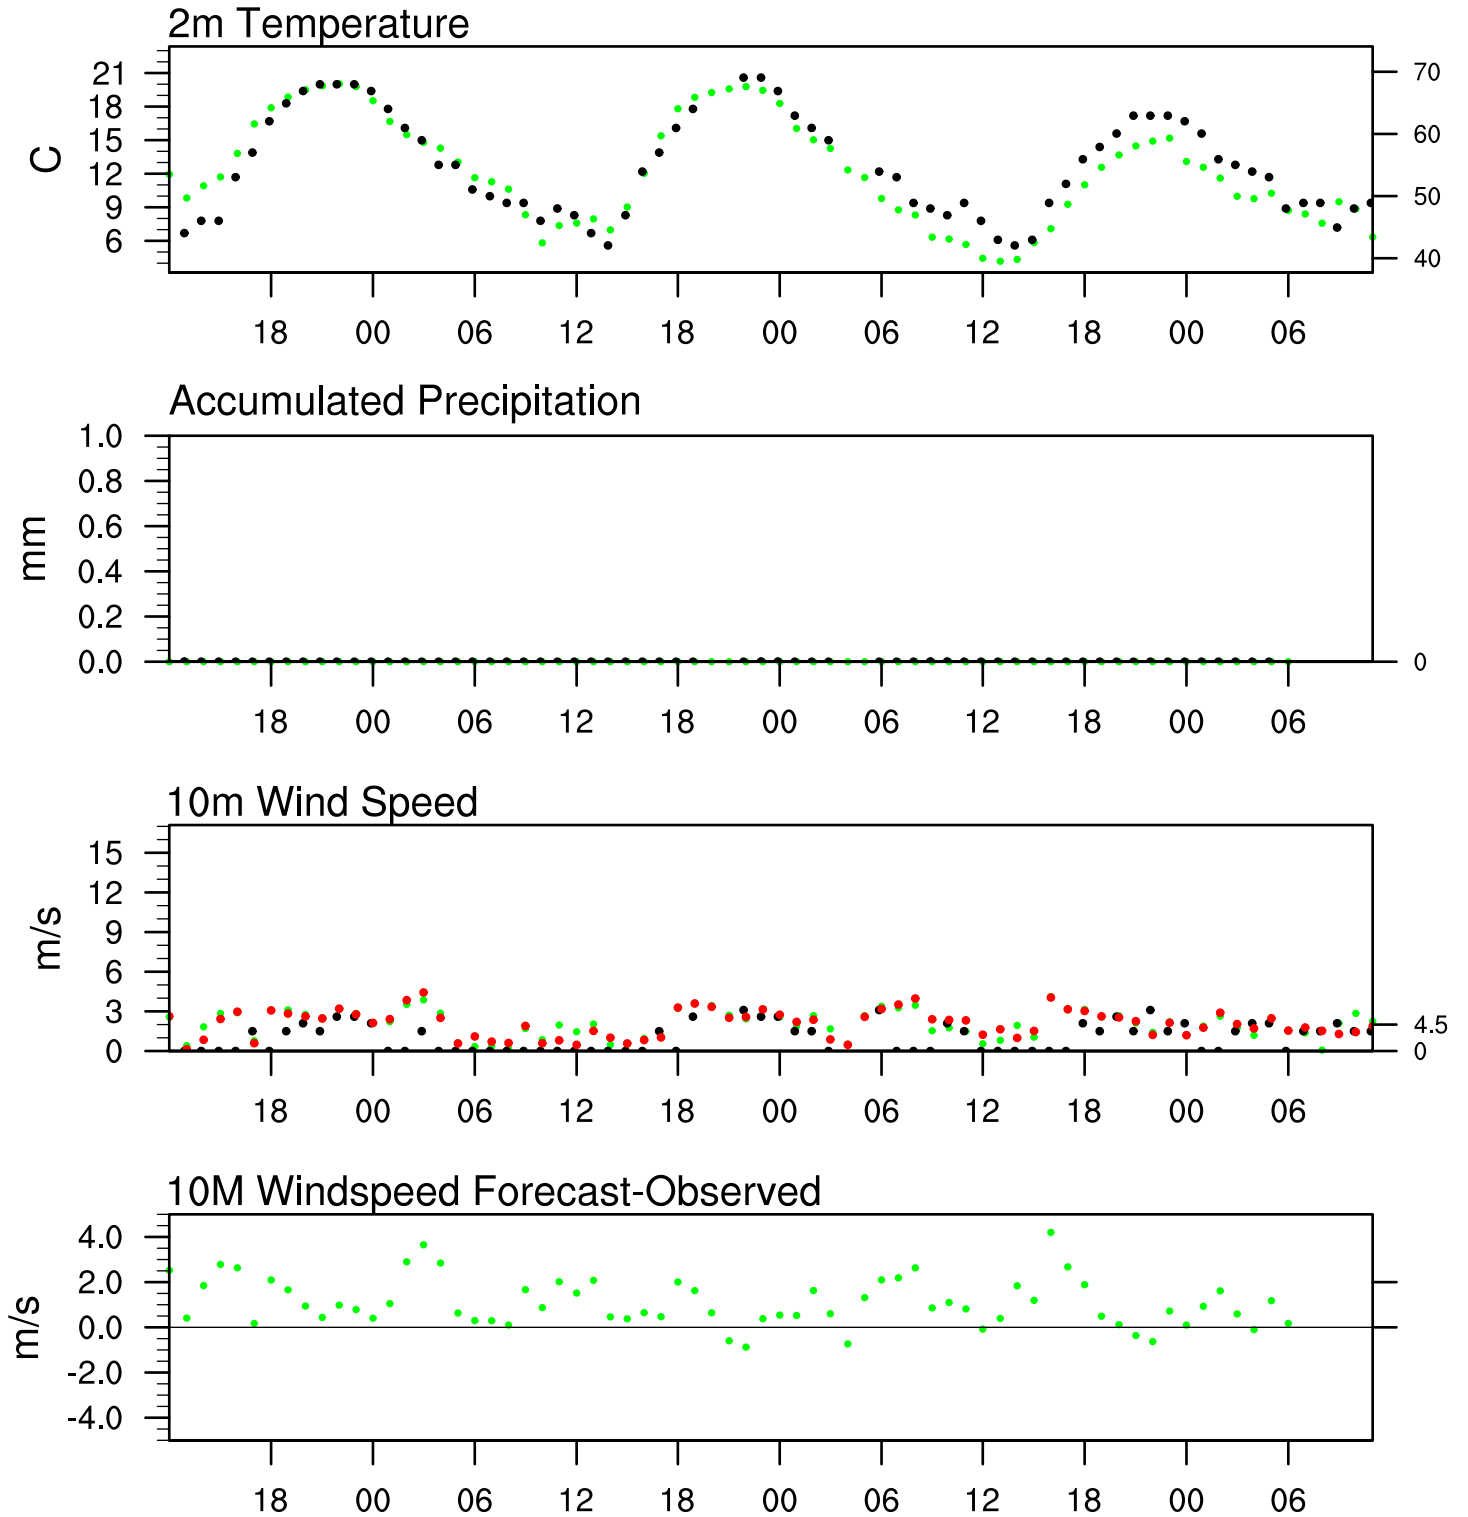 2m Temperature
21
18
15
12
9
6
C
70
60
50
40
18 00 06 12 18 00 06 12 18 00 06
Accumulated Precipitation
1.0
0.8
0.6
0.4
0.2
0.0
mm
0
18 00 06 12 18 00 06 12 18 00 06
10m Wind Speed
15
12
9
6
3
0
m/s
4.5
0
18 00 06 12 18 00 06 12 18 00 06
10M Windspeed Forecast-Observed
4.0
2.0
0.0
-2.0
-4.0
m/s
18 00 06 12 18 00 06 12 18 00 06